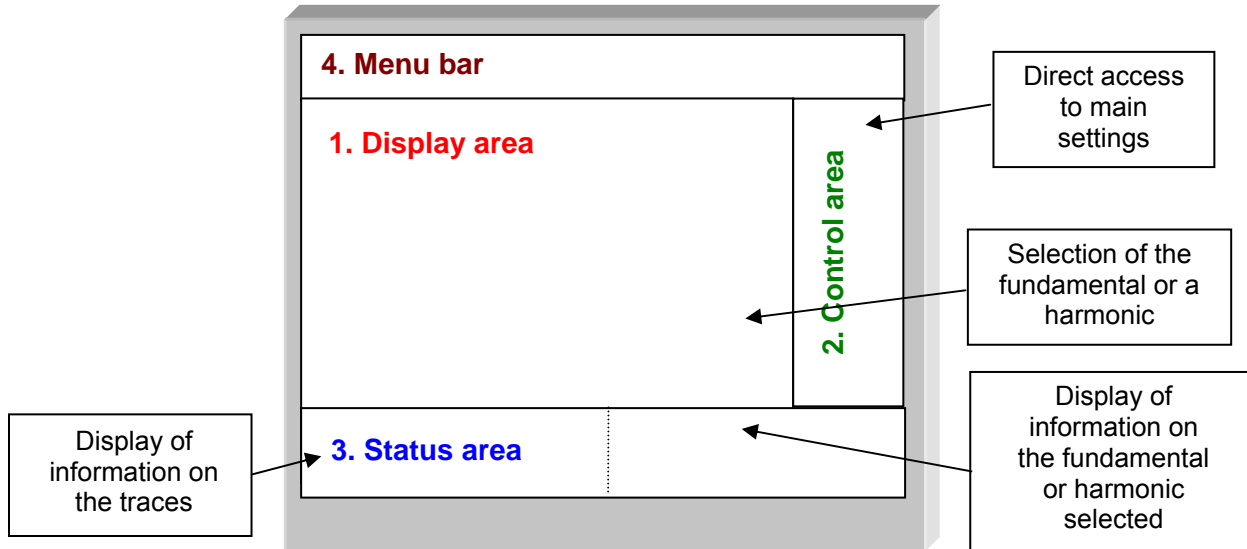 4. Menu bar
1. Display area
2. Control area
3. Status area
Direct access
to main
settings
Selection of the
fundamental or a
harmonic
Display of
information on
the fundamental
or harmonic
selected
Display of
information on
the traces